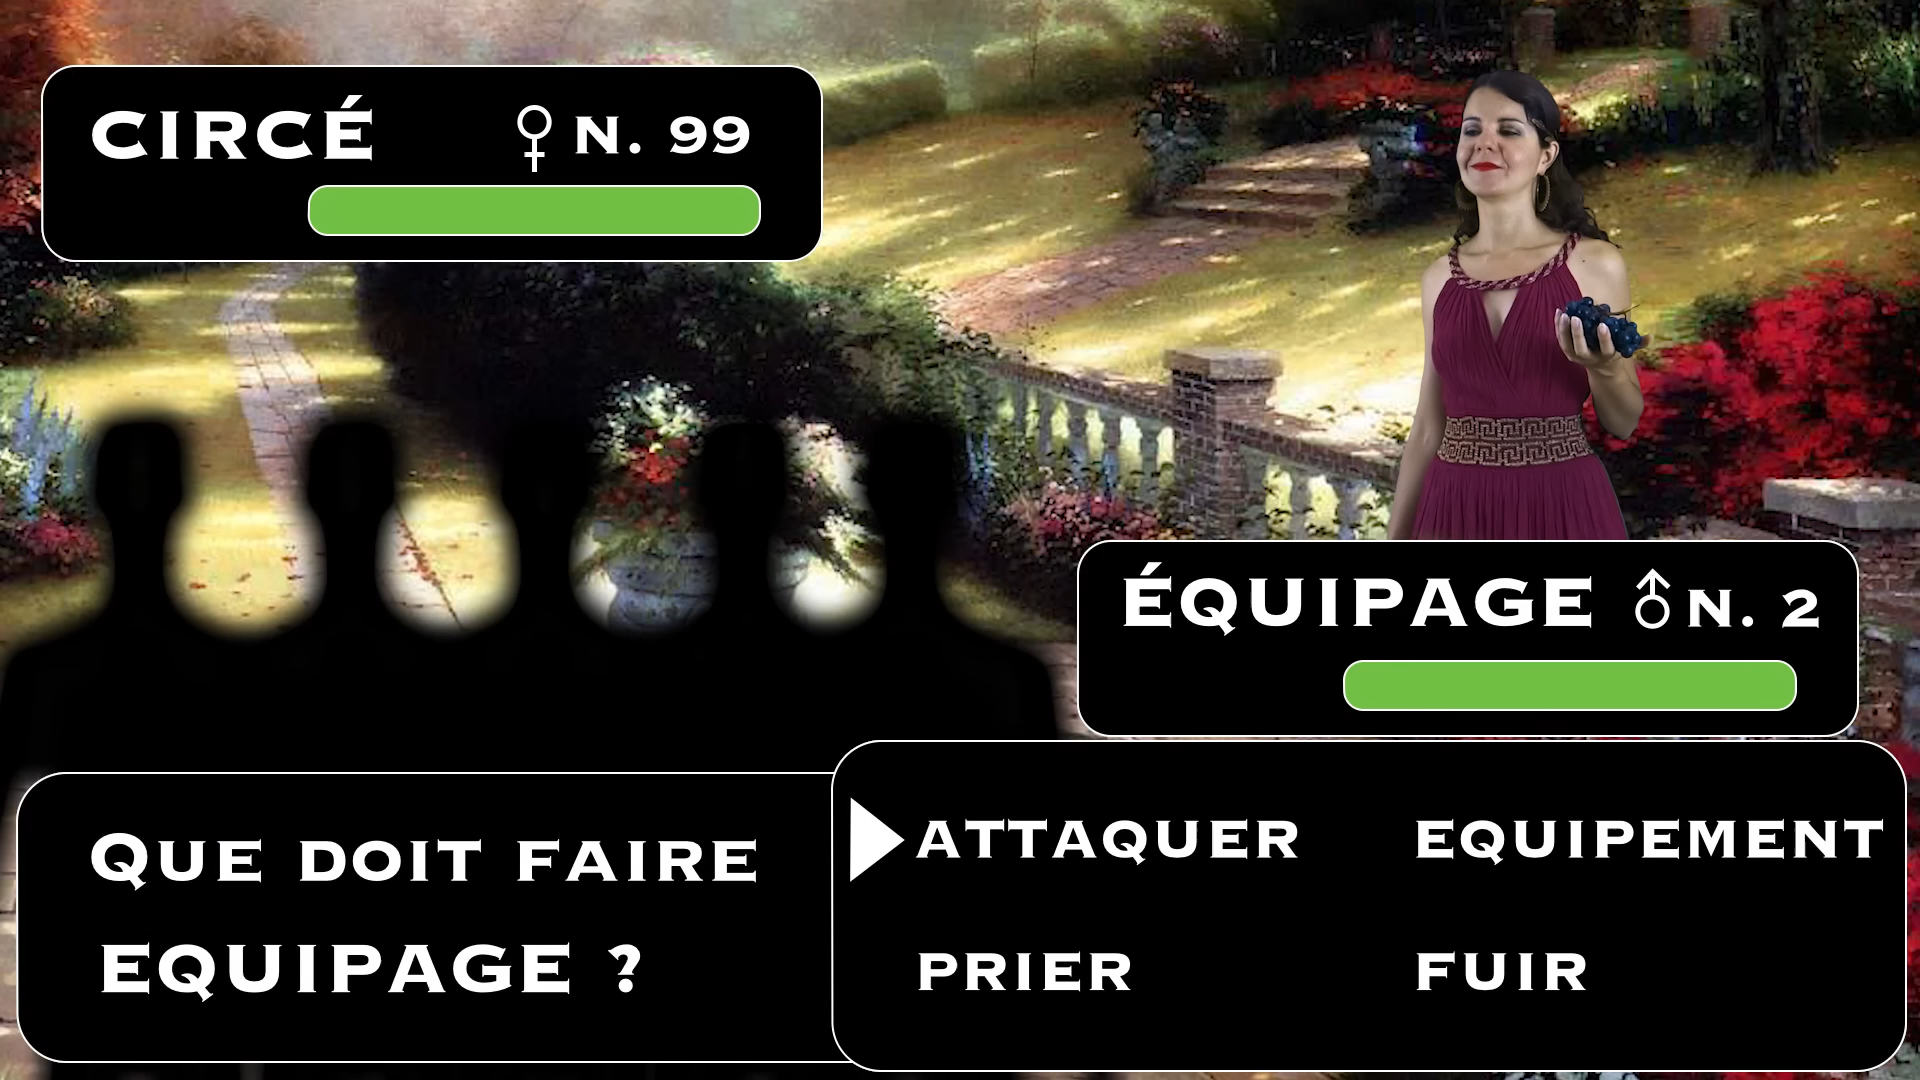 CIRCÉ ♀ N. 99
ÉQUIPAGE ♂ N. 2
QUE DOIT FAIRE
EQUIPAGE ?
ATTAQUER EQUIPEMENT
PRIER FUIR